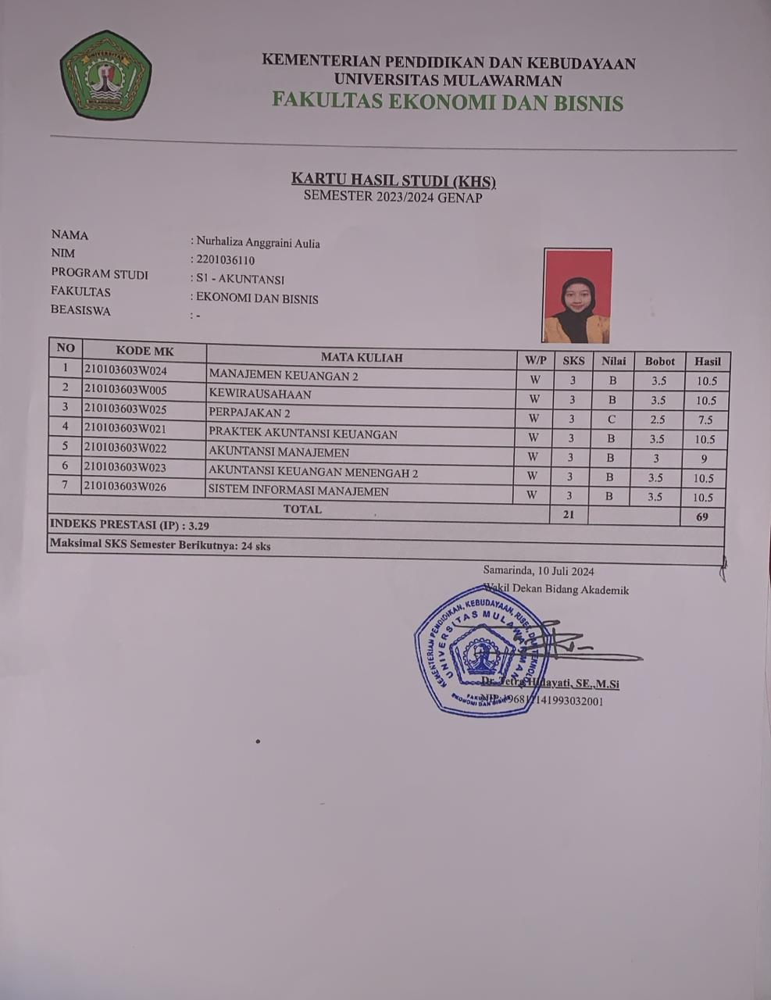 UNIVERSITAS
MULAWARMAN
KEMENTERIAN PENDIDIKAN DAN KEBUDAYAAN
UNIVERSITAS MULAWARMAN
FAKULTAS EKONOMI DAN BISNIS
KARTU HASIL STUDI (KHS)
SEMESTER 2023/2024 GENAP
NAMA : Nurhaliza Anggraini Aulia
NIM : 2201036110
PROGRAM STUDI : S1 - AKUNTANSI
FAKULTAS : EKONOMI DAN BISNIS
BEASISWA : -
NO KODE MK MATA KULIAH W/P SKS Nilai Bobot Hasil
1 210103603W024 MANAJEMEN KEUANGAN 2 W 3 B 3.5 10.5
2 210103603W005 KEWIRAUSAHAAN W 3 B 3.5 10.5
3 210103603W025 PERPAJAKAN 2 W 3 C 2.5 7.5
4 210103603W021 PRAKTEK AKUNTANSI KEUANGAN W 3 B 3.5 10.5
5 210103603W022 AKUNTANSI MANAJEMEN W 3 B 3 9
6 210103603W023 AKUNTANSI KEUANGAN MENENGAH 2 W 3 B 3.5 10.5
7 210103603W026 SISTEM INFORMASI MANAJEMEN W 3 B 3.5 10.5
TOTAL 21 69
INDEKS PRESTASI (IP) : 3.29
Maksimal SKS Semester Berikutnya: 24 sks
Samarinda, 10 Juli 2024
Wakil Dekan Bidang Akademik
KEMENTERIAN PENDIDIKAN, KEBUDAYAAN, RISET, DAN TEKNOLOGI
UNIVERSITAS MULAWARMAN
EKONOMI DAN BISNIS
Dr. Tetra Hidayati, SE.,M.Si